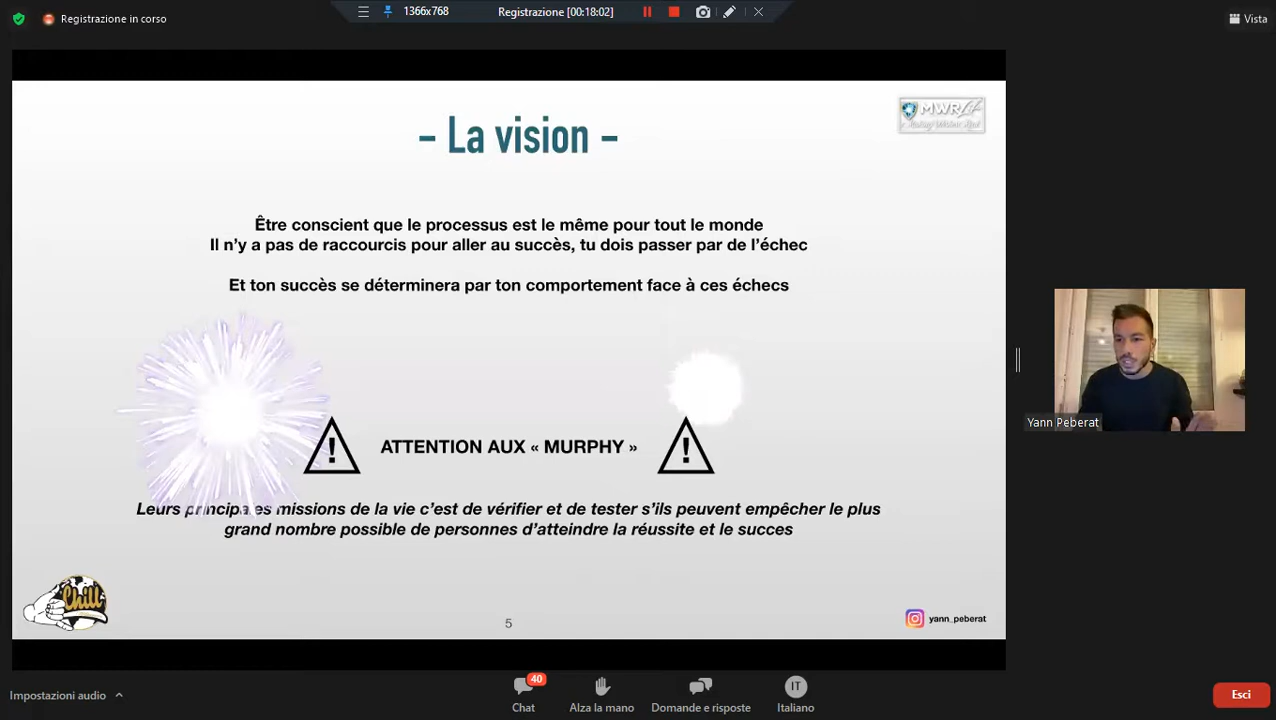 Registrazione in corso
1366x768
Registrazione [00:18:02]
Vista
MWR Life
– La vision –
Être conscient que le processus est le même pour tout le monde
Il n’y a pas de raccourcis pour aller au succès, tu dois passer par de l’échec
Et ton succès se déterminera par ton comportement face à ces échecs
ATTENTION AUX « MURPHY »
Leurs principales missions de la vie c’est de vérifier et de tester s’ils peuvent empêcher le plus
grand nombre possible de personnes d’atteindre la réussite et le succes
Chill
5
yann_peberat
Yann Peberat
Impostazioni audio
40
Chat
Alza la mano
Domande e risposte
IT
Italiano
Esci